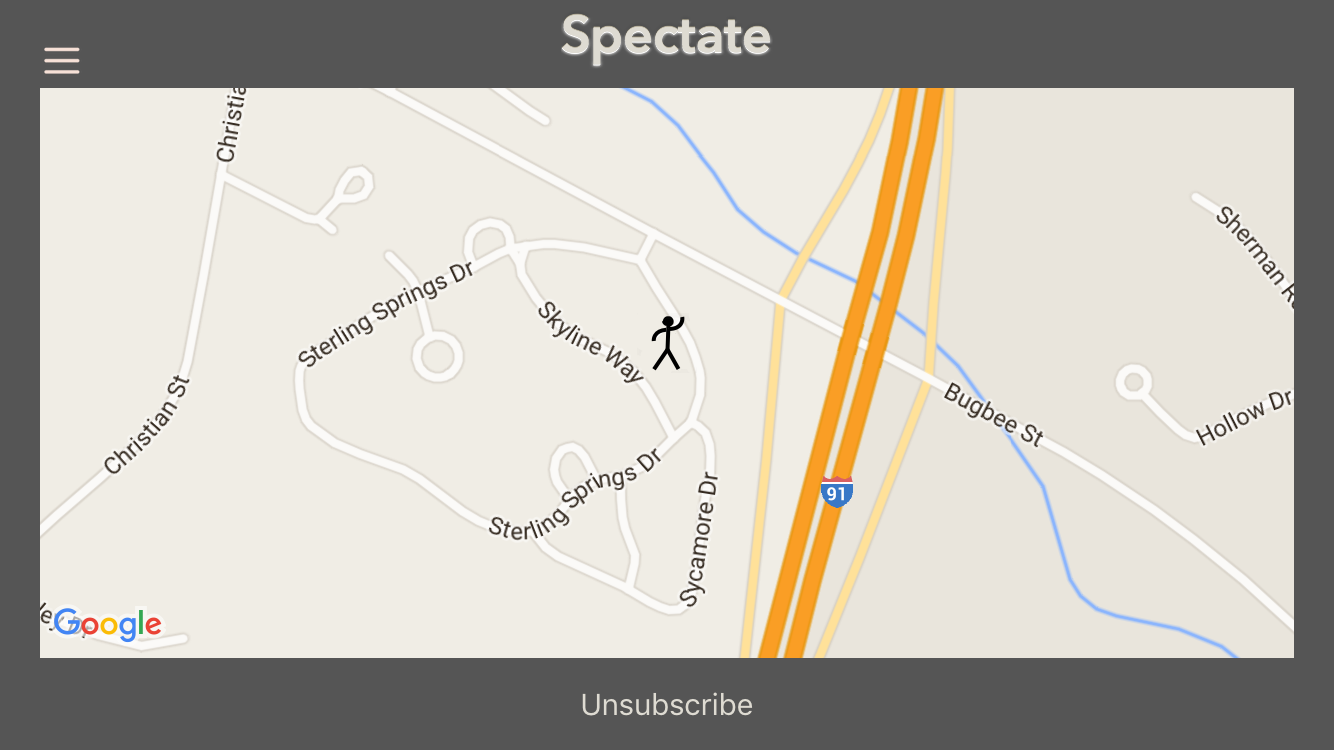 Spectate
Christia
Sherman R
Sterling Springs Dr
Skyline Way
Christian St
Bugbee St
Hollow Dr
Sterling Springs Dr
91
Sycamore Dr
Google
Unsubscribe